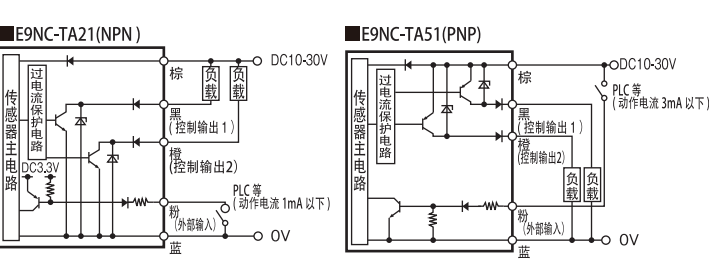 ■E9NC-TA21(NPN)
DC10-30V
棕
负载
负载
过电流保护电路
传感器主电路
黑
(控制输出1)
橙
(控制输出2)
DC3.3V
PLC等
(动作电流1mA以下)
粉
(外部输入)
0V
蓝
■E9NC-TA51(PNP)
DC10-30V
棕
PLC等
(动作电流3mA以下)
过电流保护电路
传感器主电路
黑
(控制输出1)
橙
(控制输出2)
负载
负载
粉
(外部输入)
0V
蓝